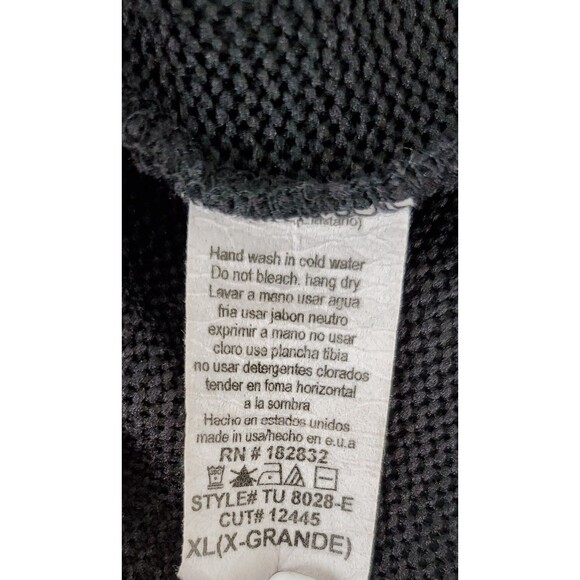 Hand wash in cold water
Do not bleach. hang dry
Lavar a mano usar agua
fria usar jabon neutro
exprimir a mano no usar
cloro use plancha tibia
no usar detergentes clorados
tender en foma horizontal
a la sombra
Hecho en estados unidos
made in usa/hecho en e.u.a
RN # 182832
STYLE# TU 8028-E
CUT# 12445
XL(X-GRANDE)